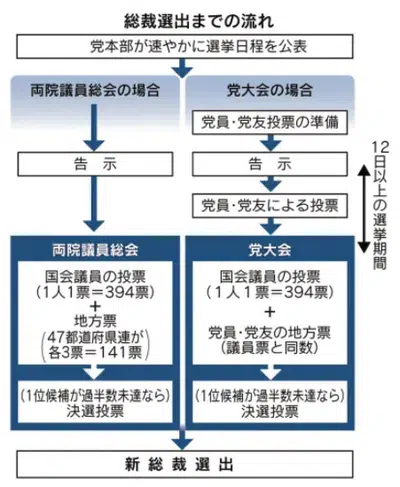 総裁選出までの流れ
党本部が速やかに選挙日程を公表
両院議員総会の場合
告示
両院議員総会
国会議員の投票
(1人1票=394票)
+
地方票
(47都道府県連が
各3票=141票)
(1位候補が過半数未達なら)
決選投票
党大会の場合
党員・党友投票の準備
告示
党員・党友による投票
12日以上の選挙期間
党大会
国会議員の投票
(1人1票=394票)
+
党員・党友の地方票
(議員票と同数)
(1位候補が過半数未達なら)
決選投票
新総裁選出